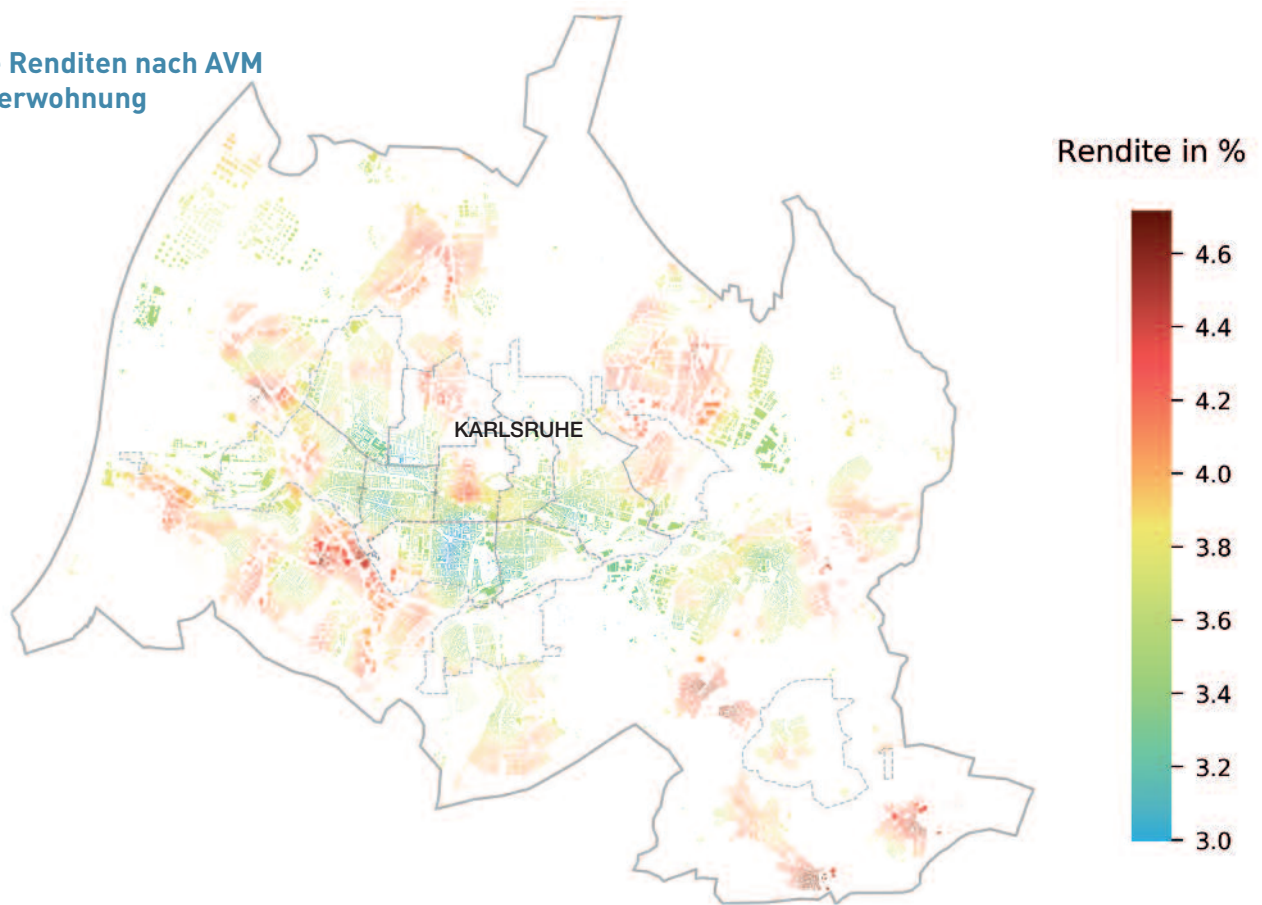 Renditen nach AVM
erwohnung
Rendite in %
KARLSRUHE
4.6
4.4
4.2
4.0
3.8
3.6
3.4
3.2
3.0